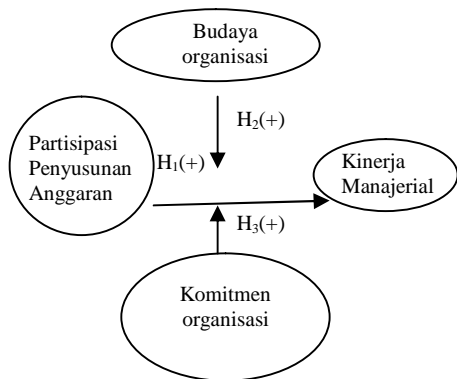 Budaya
organisasi
H₂(+)
Partisipasi
Penyusunan
Anggaran
H₁(+)
Kinerja
Manajerial
H₃(+)
Komitmen
organisasi